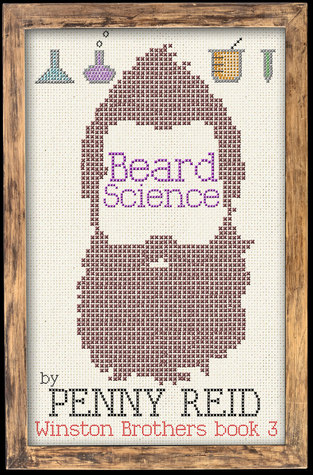 Beard
Science
by
PENNY REID
Winston Brothers book 3